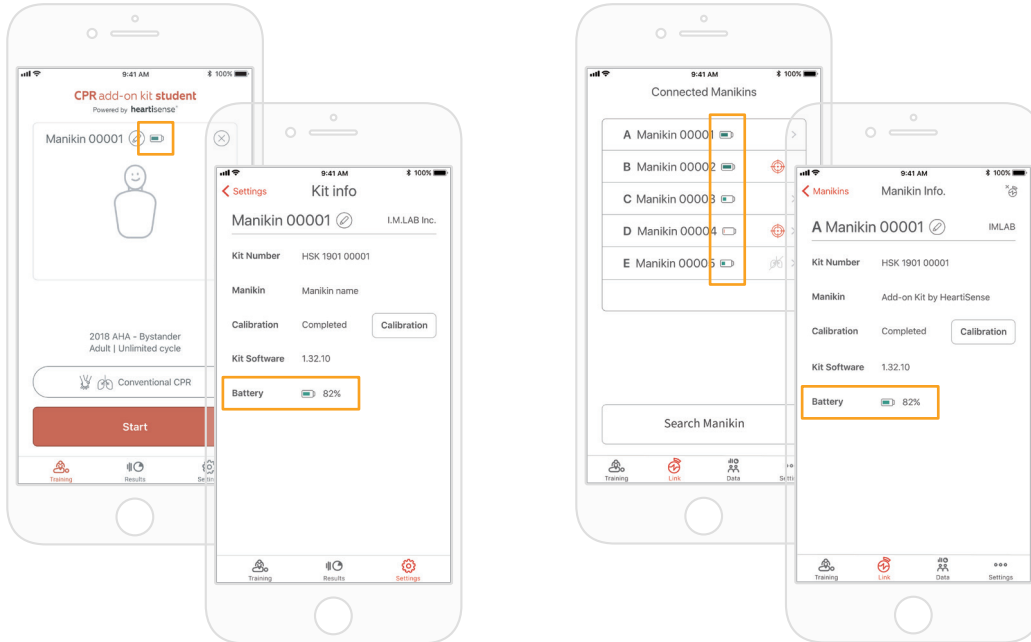 9:41 AM
100%
CPR add-on kit student
Powered by heartisense
Manikin 00001
2018 AHA - Bystander
Adult | Unlimited cycle
Conventional CPR
Start
Training
Results
9:41 AM
100%
Settings
Kit info
Manikin 00001
I.M.LAB Inc.
Kit Number
HSK 1901 00001
Manikin
Manikin name
Calibration
Completed
Calibration
Kit Software
1.32.10
Battery
82%
Training
Results
Settings
9:41 AM
100%
Connected Manikins
A Manikin 00001
B Manikin 00002
C Manikin 00003
D Manikin 00004
E Manikin 00005
Search Manikin
Training
Link
Data
9:41 AM
100%
Manikins
Manikin Info.
A Manikin 00001
IMLAB
Kit Number
HSK 1901 00001
Manikin
Add-on Kit by HeartiSense
Calibration
Completed
Calibration
Kit Software
1.32.10
Battery
82%
Training
Link
Data
Settings